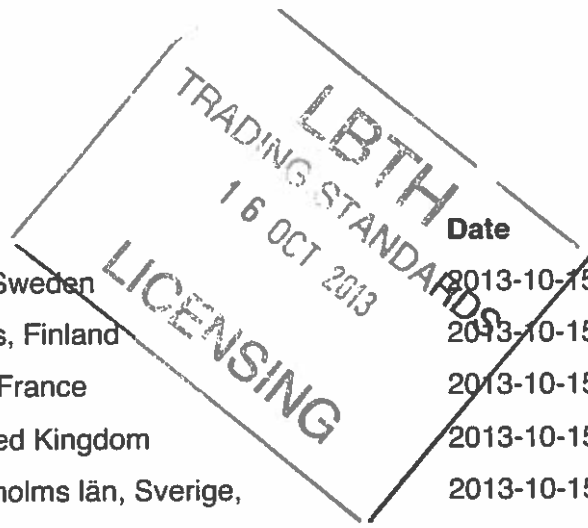 LBTH
TRADING STANDARDS
16 OCT 2013
LICENSING
Date
Sweden 2013-10-15
s, Finland 2013-10-15
France 2013-10-15
ed Kingdom 2013-10-15
holms län, Sverige, 2013-10-15